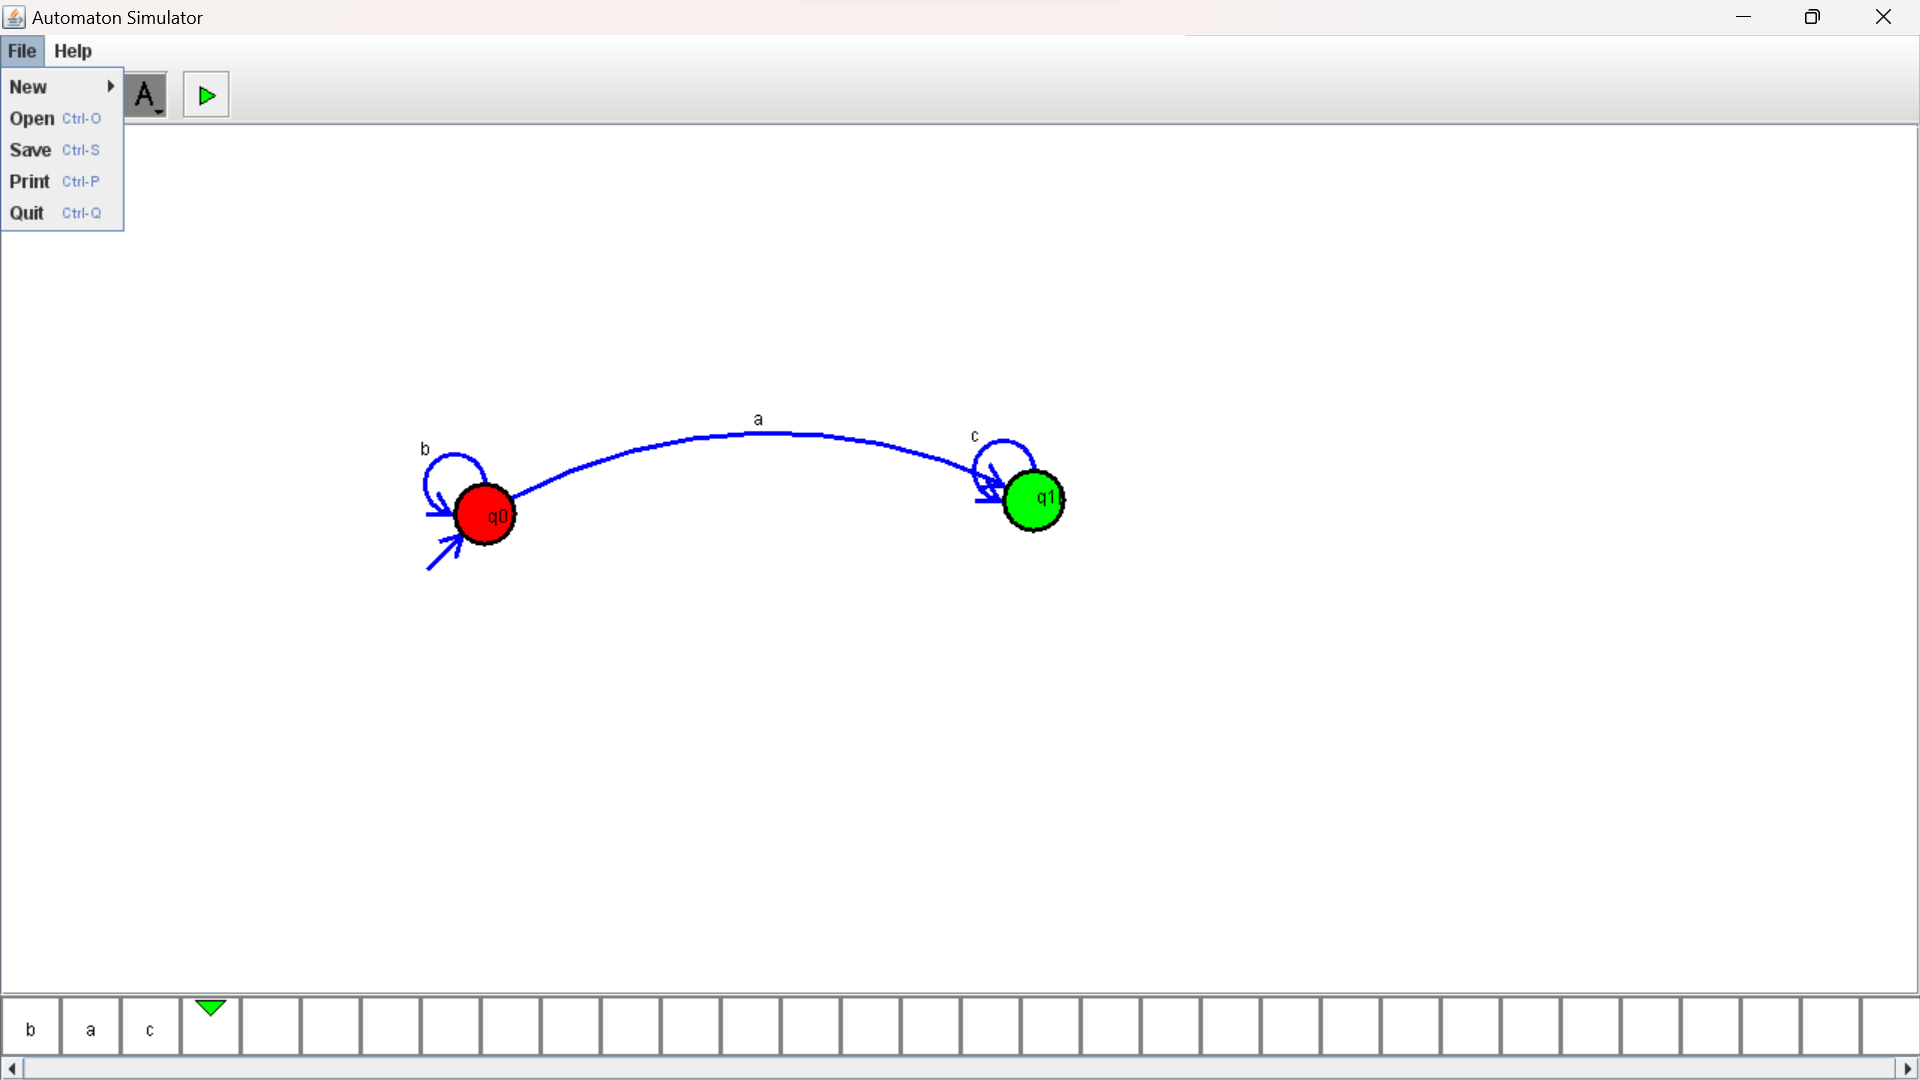 Automaton Simulator
File Help
New
A
Open Ctrl-O
Save Ctrl-S
Print Ctrl-P
Quit Ctrl-Q
a
c
b
q1
q0
b a c